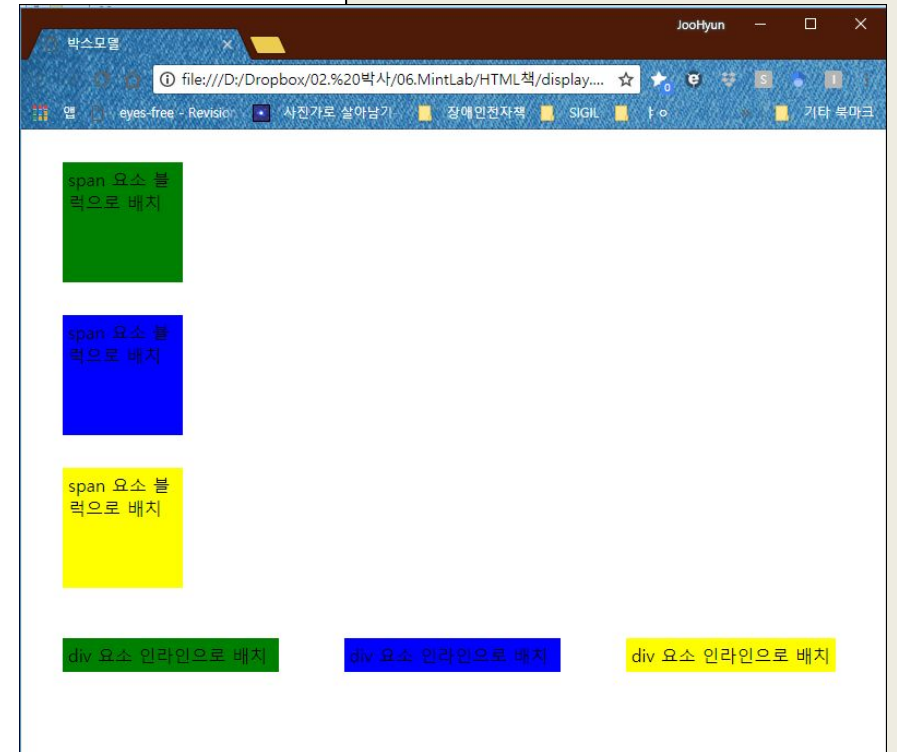 JooHyun
박스모델
file:///D:/Dropbox/02.%20박사/06.MintLab/HTML책/display....
앱 eyes-free - Revision 사진가로 살아남기 장애인전자책 SIGIL 기타 북마크
span 요소 블
럭으로 배치
span 요소 블
럭으로 배치
span 요소 블
럭으로 배치
div 요소 인라인으로 배치 div 요소 인라인으로 배치 div 요소 인라인으로 배치